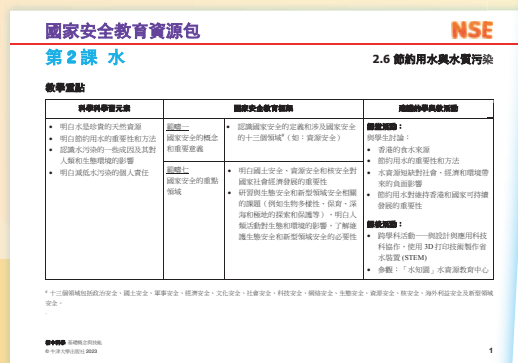 國家安全教育資源包
NSE
第 2 課 水
2.6 節約用水與水質污染
教學重點
科學科學習元素
國家安全教育框架
建議的學與教活動
• 明白水是珍貴的天然資源
• 明白節約用水的重要性和方法
• 認識水污染的一些成因及其對
人類和生態環境的影響
• 明白減低水污染的個人責任
範疇一
國家安全的概念
和重要意義
• 認識國家安全的定義和涉及國家安全
的十三個領域#（如：資源安全）
範疇七
國家安全的重點
領域
• 明白國土安全、資源安全和核安全對
國家社會經濟發展的重要性
• 研習與生態安全和新型領域安全相關
的課題（例如生物多樣性、保育、深
海和極地的探索和保護等），明白人
類活動對生態和環境的影響，了解維
護生態安全和新型領域安全的必要性
課堂活動：
與學生討論：
• 香港的食水來源
• 節約用水的重要性和方法
• 水資源短缺對社會、經濟和環境帶
來的負面影響
• 節約用水對維持香港和國家可持續
發展的重要性
課後活動：
• 跨學科活動——與設計與應用科技
科協作，使用 3D 打印技術製作省
水裝置 (STEM)
• 參觀：「水知園」水資源教育中心
# 十三個領域包括政治安全、國土安全、軍事安全、經濟安全、文化安全、社會安全、科技安全、網絡安全、生態安全、資源安全、核安全、海外利益安全及新型領域
安全。
初中科學 基礎概念與技能
© 牛津大學出版社 2023
1